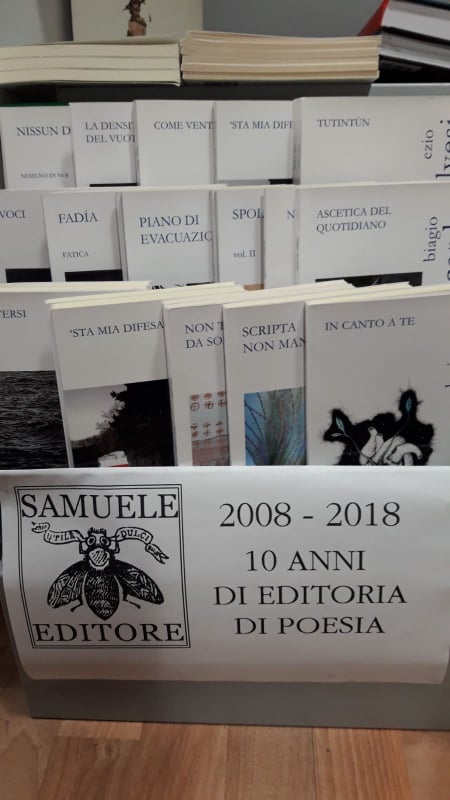 NISSUN D
NESSUNO DI NOI
LA DENSI
DEL VUOT
COME VENT
'STA MIA DIFE
TUTINTÙN
ezio
VOCI
FADÍA
FATICA
PIANO DI
EVACUAZIC
SPOL
vol. II
N
ASCETICA DEL
QUOTIDIANO
biagio
ERSI
'STA MIA DIFESA
NON T
DA SO
SCRIPTA
NON MAN
IN CANTO A TE
SAMUELE
UTILE DULCI
EDITORE
2008 - 2018
10 ANNI
DI EDITORIA
DI POESIA